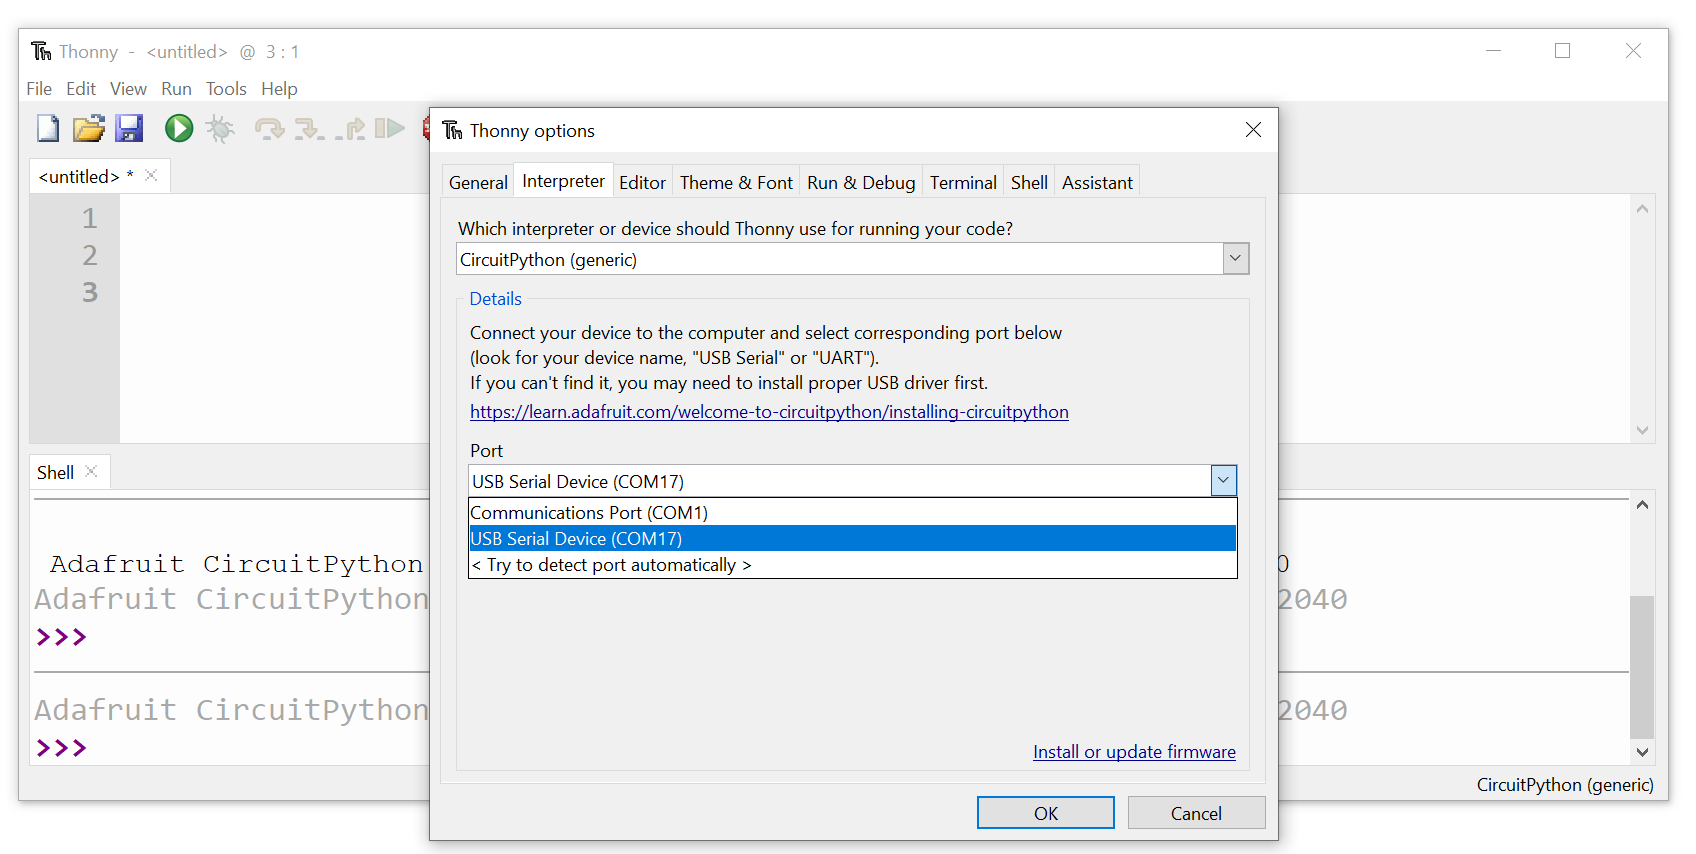 Thonny - <untitled> @ 3 : 1
File Edit View Run Tools Help
<untitled> *
1
2
3
Shell
Adafruit CircuitPython 0
Adafruit CircuitPython 2040
>>>
Adafruit CircuitPython 2040
>>>
CircuitPython (generic)
Thonny options
General Interpreter Editor Theme & Font Run & Debug Terminal Shell Assistant
Which interpreter or device should Thonny use for running your code?
CircuitPython (generic)
Details
Connect your device to the computer and select corresponding port below
(look for your device name, "USB Serial" or "UART").
If you can't find it, you may need to install proper USB driver first.
https://learn.adafruit.com/welcome-to-circuitpython/installing-circuitpython
Port
USB Serial Device (COM17)
Communications Port (COM1)
USB Serial Device (COM17)
< Try to detect port automatically >
Install or update firmware
OK Cancel